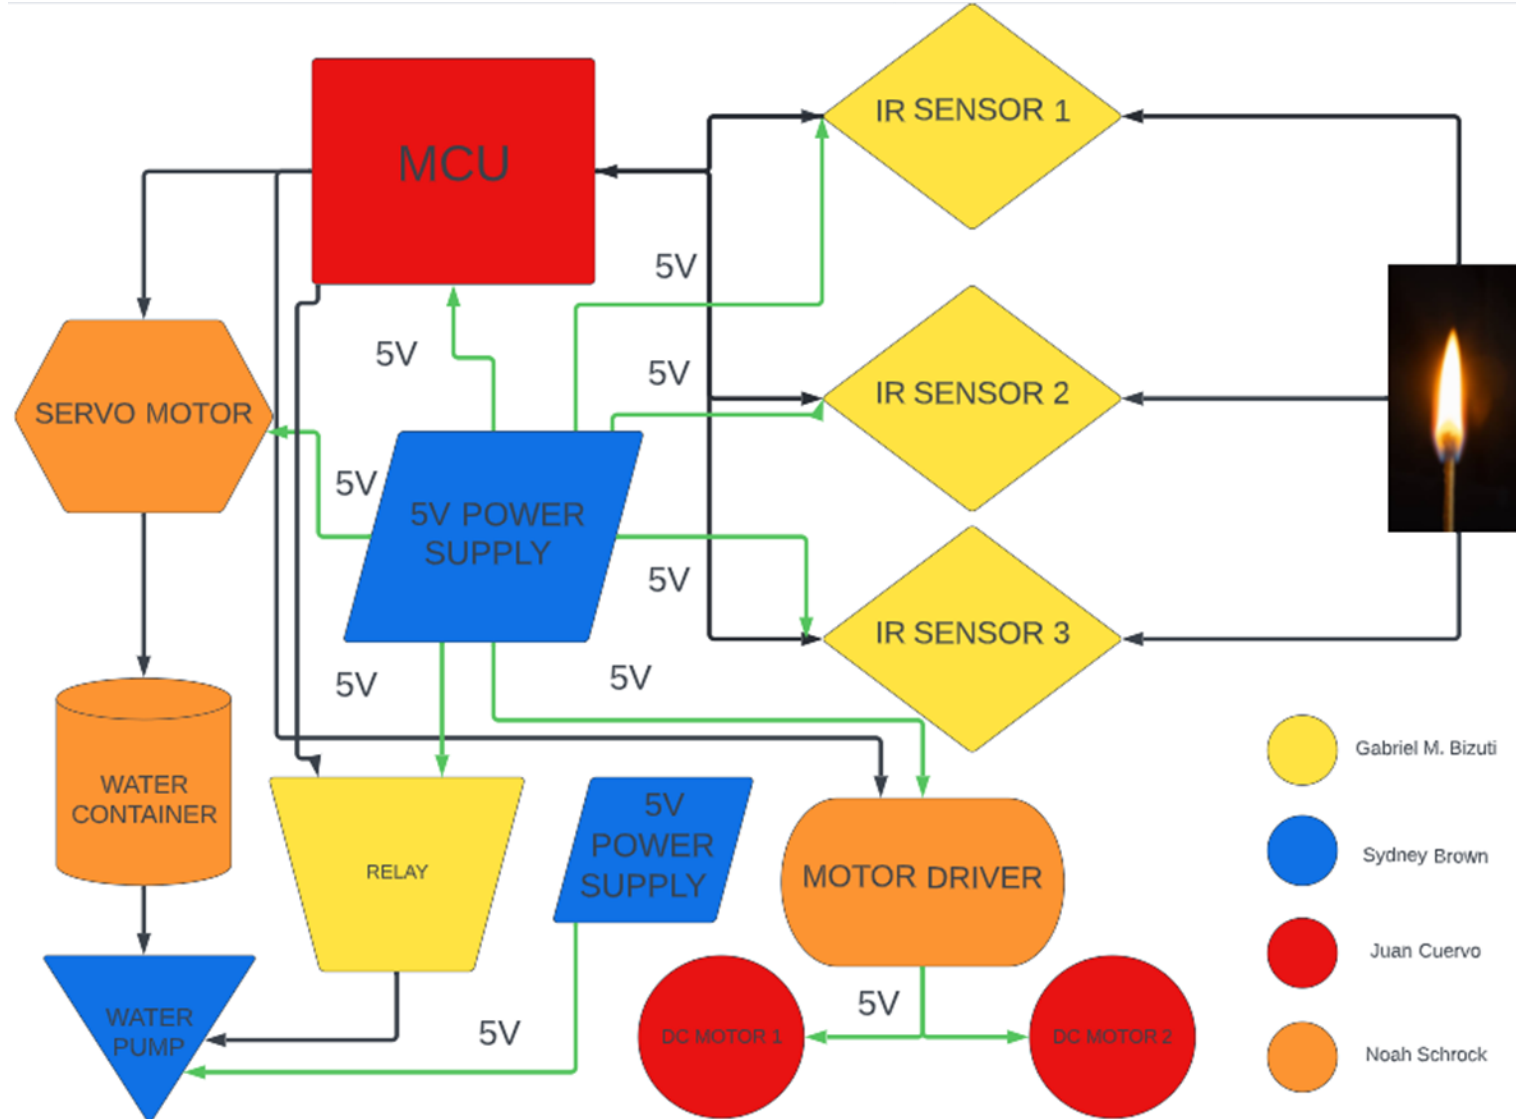 MCU
IR SENSOR 1
5V
5V
5V
IR SENSOR 2
SERVO MOTOR
5V
5V POWER
SUPPLY
5V
IR SENSOR 3
5V
5V
WATER
CONTAINER
RELAY
5V
POWER
SUPPLY
MOTOR DRIVER
WATER
PUMP
5V
5V
DC MOTOR 1
DC MOTOR 2
Gabriel M. Bizuti
Sydney Brown
Juan Cuervo
Noah Schrock